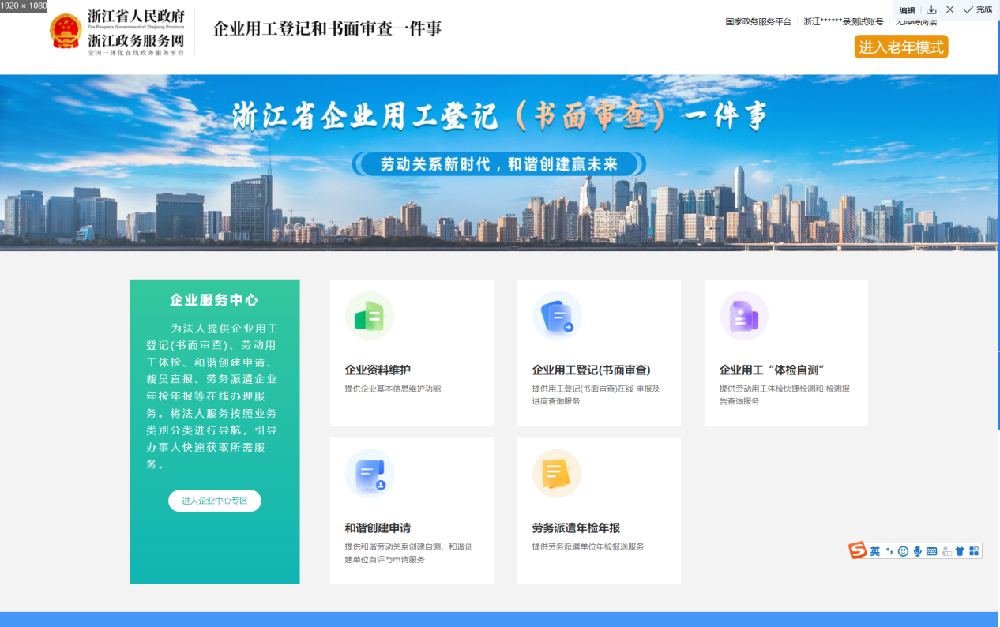 1920 × 1080
浙江省人民政府
The People's Government of Zhejiang Province
浙江政务服务网
全国一体化在线政务服务平台
企业用工登记和书面审查一件事
编辑
完成
国家政务服务平台
浙江******录测试账号
无障碍阅读
进入老年模式
浙江省企业用工登记（书面审查）一件事
劳动关系新时代，和谐创建赢未来
企业服务中心
为法人提供企业用工
登记(书面审查)、劳动用
工体检、和谐创建申请、
裁员直报、劳务派遣企业
年检年报等在线办理服
务。将法人服务按照业务
类别分类进行导航，引导
办事人快速获取所需服
务。
进入企业中心专区
企业资料维护
提供企业基本信息维护功能
企业用工登记(书面审查)
提供用工登记(书面审查)在线 申报及
进度查询服务
企业用工“体检自测”
提供劳动用工体检快捷检测和 检测报
告查询服务
和谐创建申请
提供和谐劳动关系创建自测、和谐创
建单位自评与申请服务
劳务派遣年检年报
提供劳务派遣单位年检报送服务
英